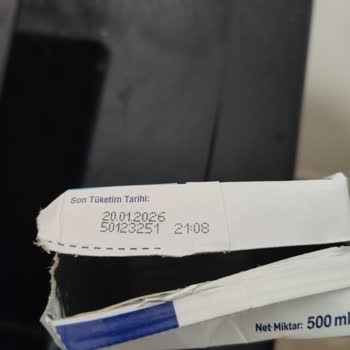 Son Tüketim Tarihi:
20.01.2026
50123251 21:08
Net Miktar: 500 ml